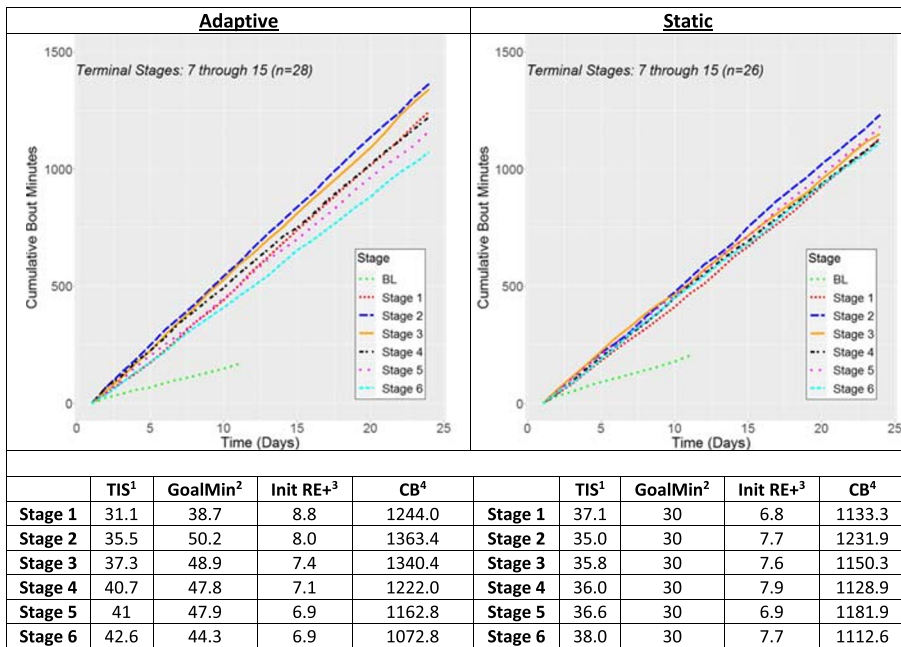 Adaptive
Static
1500
1000
500
0
Cumulative Bout Minutes
Terminal Stages: 7 through 15 (n=28)
Stage
BL
Stage 1
Stage 2
Stage 3
Stage 4
Stage 5
Stage 6
0 5 10 15 20 25
Time (Days)
1500
1000
500
0
Cumulative Bout Minutes
Terminal Stages: 7 through 15 (n=26)
Stage
BL
Stage 1
Stage 2
Stage 3
Stage 4
Stage 5
Stage 6
0 5 10 15 20 25
Time (Days)
TIS¹ GoalMin² Init RE+³ CB⁴ TIS¹ GoalMin² Init RE+³ CB⁴
Stage 1 31.1 38.7 8.8 1244.0 Stage 1 37.1 30 6.8 1133.3
Stage 2 35.5 50.2 8.0 1363.4 Stage 2 35.0 30 7.7 1231.9
Stage 3 37.3 48.9 7.4 1340.4 Stage 3 35.8 30 7.6 1150.3
Stage 4 40.7 47.8 7.1 1222.0 Stage 4 36.0 30 7.9 1128.9
Stage 5 41 47.9 6.9 1162.8 Stage 5 36.6 30 6.9 1181.9
Stage 6 42.6 44.3 6.9 1072.8 Stage 6 38.0 30 7.7 1112.6